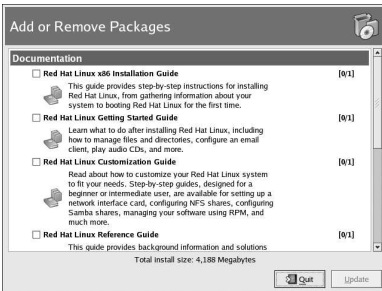 Add or Remove Packages
Documentation
Red Hat Linux x86 Installation Guide [0/1]
This guide provides step-by-step instructions for installing
Red Hat Linux, from gathering information about your
system to booting Red Hat Linux for the first time.
Red Hat Linux Getting Started Guide [0/1]
Learn what to do after installing Red Hat Linux, including
how to manage files and directories, configure an email
client, play audio CDs, and more.
Red Hat Linux Customization Guide [0/1]
Read about how to customize your Red Hat Linux system
to fit your needs. Step-by-step guides, designed for a
beginner or intermediate user, are available for setting up a
network interface card, configuring NFS shares, configuring
Samba shares, managing your software using RPM, and
much more.
Red Hat Linux Reference Guide [0/1]
This guide provides background information and solutions
Total install size: 4,188 Megabytes
Quit Update